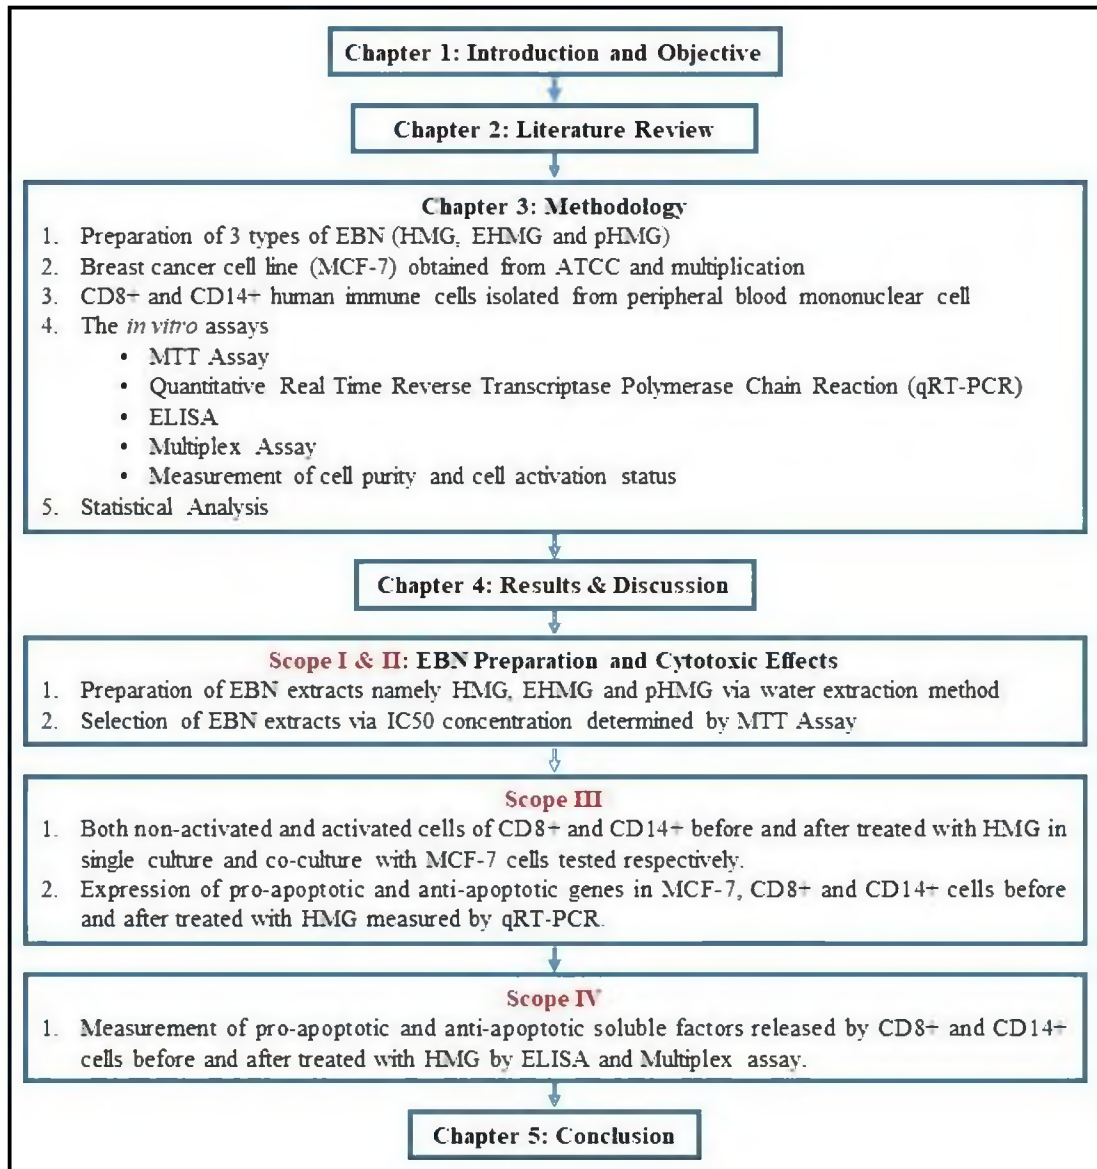 Chapter 1: Introduction and Objective
Chapter 2: Literature Review
Chapter 3: Methodology
1. Preparation of 3 types of EBN (HMG, EHMG and pHMG)
2. Breast cancer cell line (MCF-7) obtained from ATCC and multiplication
3. CD8+ and CD14+ human immune cells isolated from peripheral blood mononuclear cell
4. The in vitro assays
• MTT Assay
• Quantitative Real Time Reverse Transcriptase Polymerase Chain Reaction (qRT-PCR)
• ELISA
• Multiplex Assay
• Measurement of cell purity and cell activation status
5. Statistical Analysis
Chapter 4: Results & Discussion
Scope I & II: EBN Preparation and Cytotoxic Effects
1. Preparation of EBN extracts namely HMG, EHMG and pHMG via water extraction method
2. Selection of EBN extracts via IC50 concentration determined by MTT Assay
Scope III
1. Both non-activated and activated cells of CD8+ and CD14+ before and after treated with HMG in
single culture and co-culture with MCF-7 cells tested respectively.
2. Expression of pro-apoptotic and anti-apoptotic genes in MCF-7, CD8+ and CD14+ cells before
and after treated with HMG measured by qRT-PCR.
Scope IV
1. Measurement of pro-apoptotic and anti-apoptotic soluble factors released by CD8+ and CD14+
cells before and after treated with HMG by ELISA and Multiplex assay.
Chapter 5: Conclusion